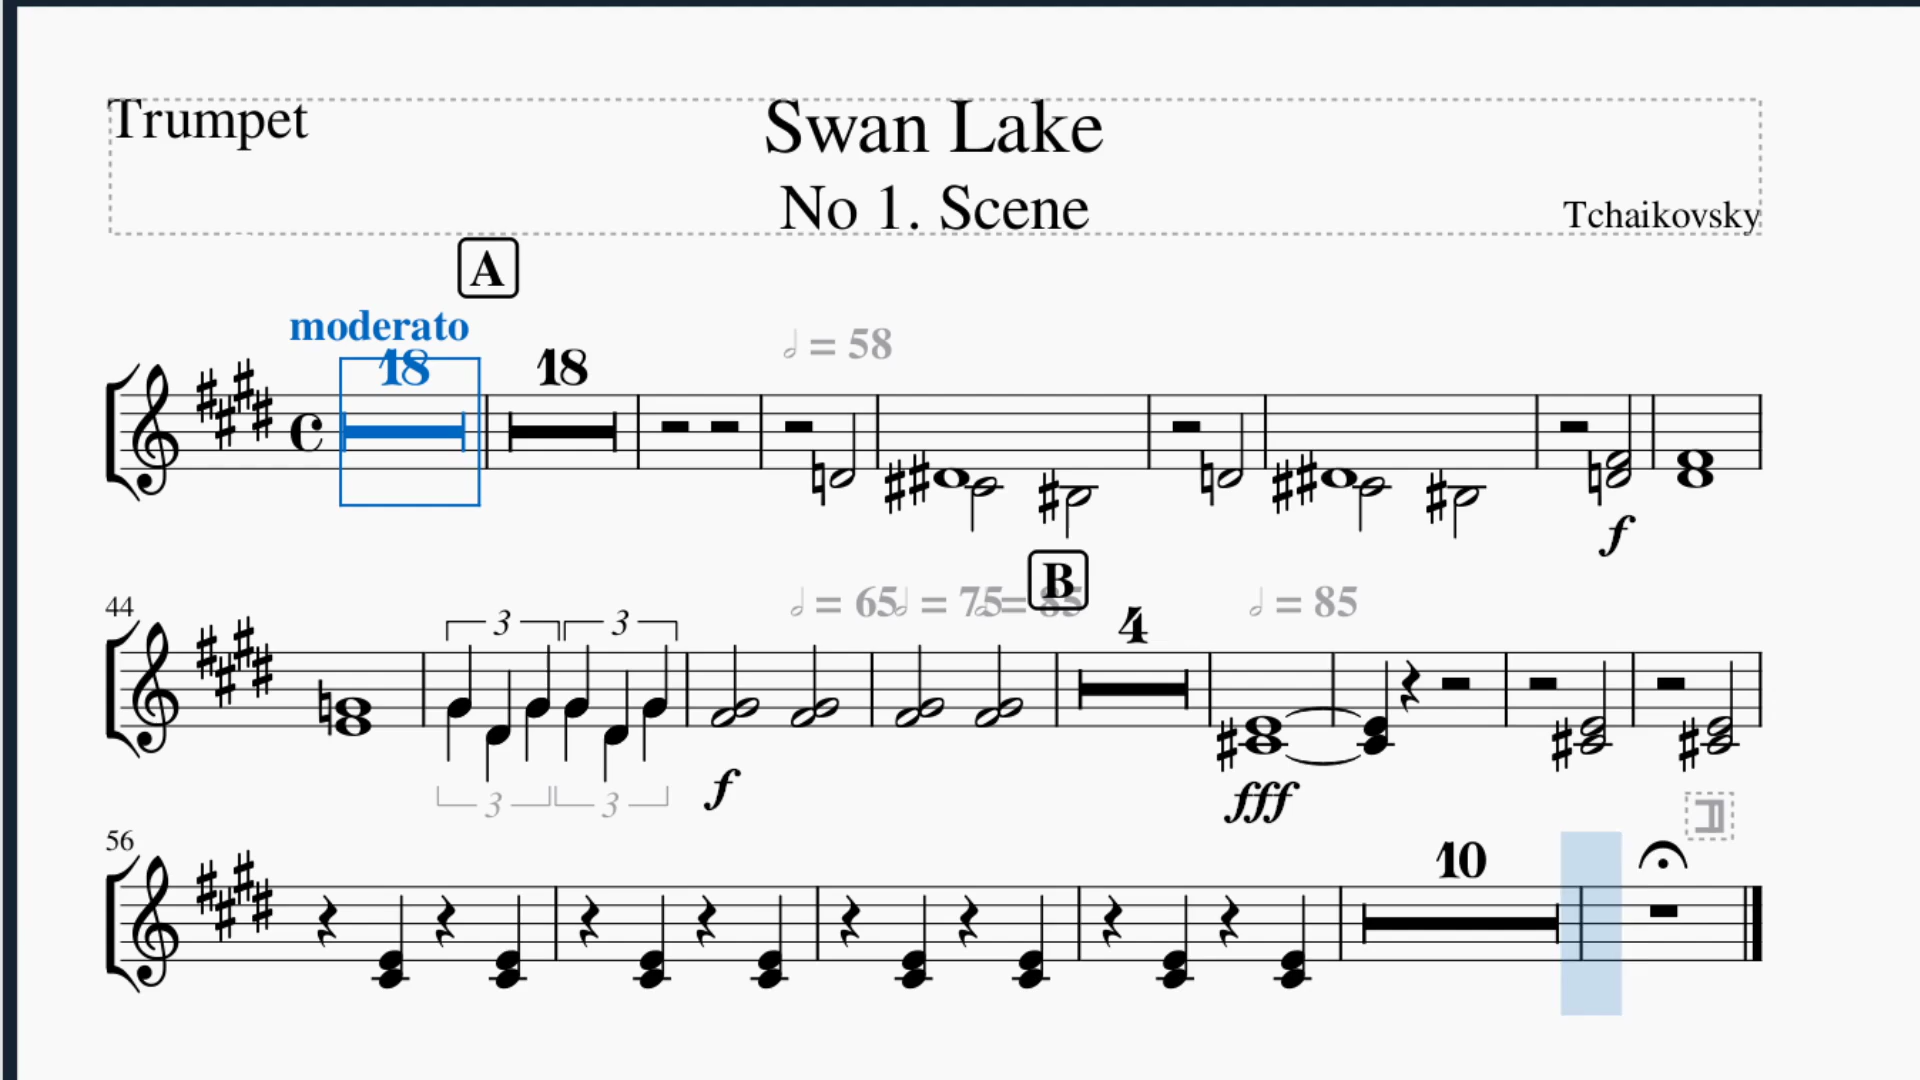 Trumpet
Swan Lake
No 1. Scene
Tchaikovsky
A
moderato
18
18
= 58
f
B
44
3
3
= 65
= 75
= 85
4
= 85
3
3
f
fff
56
10